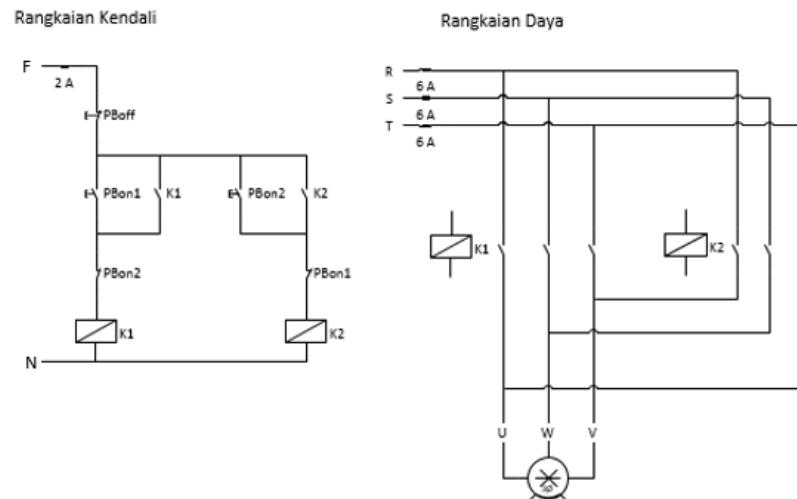 Rangkaian Kendali
F
2 A
PBoff
PBon1
K1
PBon2
K2
PBon2
PBon1
K1
K2
N
Rangkaian Daya
R
6 A
S
6 A
T
6 A
K1
K2
U
W
V